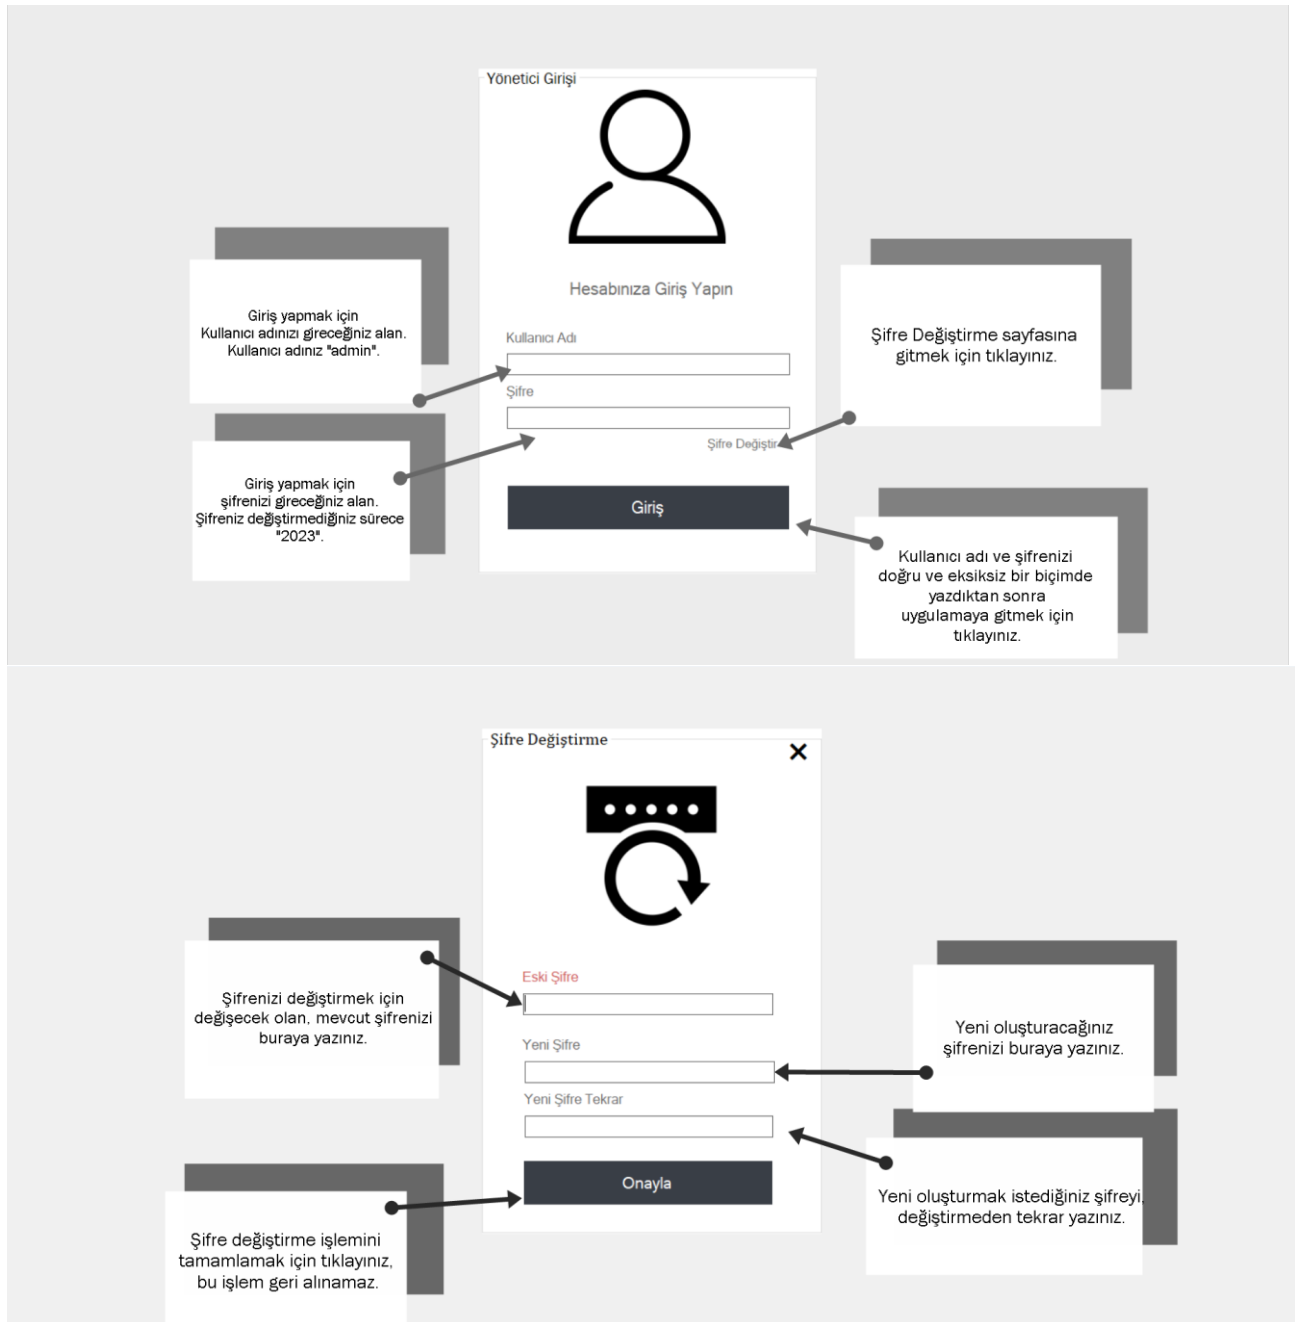 Yönetici Girişi
Hesabınıza Giriş Yapın
Kullanıcı Adı
Şifre
Şifre Değiştir
Giriş
Giriş yapmak için
Kullanıcı adınızı gireceğiniz alan.
Kullanıcı adınız "admin".
Giriş yapmak için
şifrenizi gireceğiniz alan.
Şifreniz değiştirmediğiniz sürece
"2023".
Şifre Değiştirme sayfasına
gitmek için tıklayınız.
Kullanıcı adı ve şifrenizi
doğru ve eksiksiz bir biçimde
yazdıktan sonra
uygulamaya gitmek için
tıklayınız.
Şifre Değiştirme
Eski Şifre
Yeni Şifre
Yeni Şifre Tekrar
Onayla
Şifrenizi değiştirmek için
değişecek olan, mevcut şifrenizi
buraya yazınız.
Yeni oluşturacağınız
şifrenizi buraya yazınız.
Yeni oluşturmak istediğiniz şifreyi,
değiştirmeden tekrar yazınız.
Şifre değiştirme işlemini
tamamlamak için tıklayınız,
bu işlem geri alınamaz.